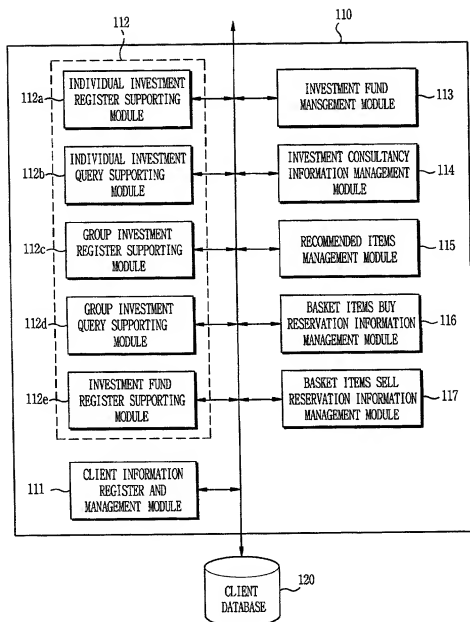 112
110
112a
INDIVIDUAL INVESTMENT
REGISTER SUPPORTING
MODULE
INVESTMENT FUND
MANSGEMENT MODULE
113
112b
INDIVIDUAL INVESTMENT
QUERY SUPPORTING
MODULE
INVESTMENT CONSULTANCY
INFORMATION MANAGEMENT
MODULE
114
112c
GROUP INVESTMENT
REGISTER SUPPORTING
MODULE
RECOMMENDED ITEMS
MANAGEMENT MODULE
115
112d
GROUP INVESTMENT
QUERY SUPPORTING
MODULE
BASKET ITEMS BUY
RESERVATION INFORMATION
MANAGEMENT MODULE
116
112e
INVESTMENT FUND
REGISTER SUPPORTING
MODULE
BASKET ITEMS SELL
RESERVATION INFORMATION
MANAGEMENT MODULE
117
111
CLIENT INFORMATION
REGISTER AND
MANAGEMENT MODULE
CLIENT
DATABASE
120